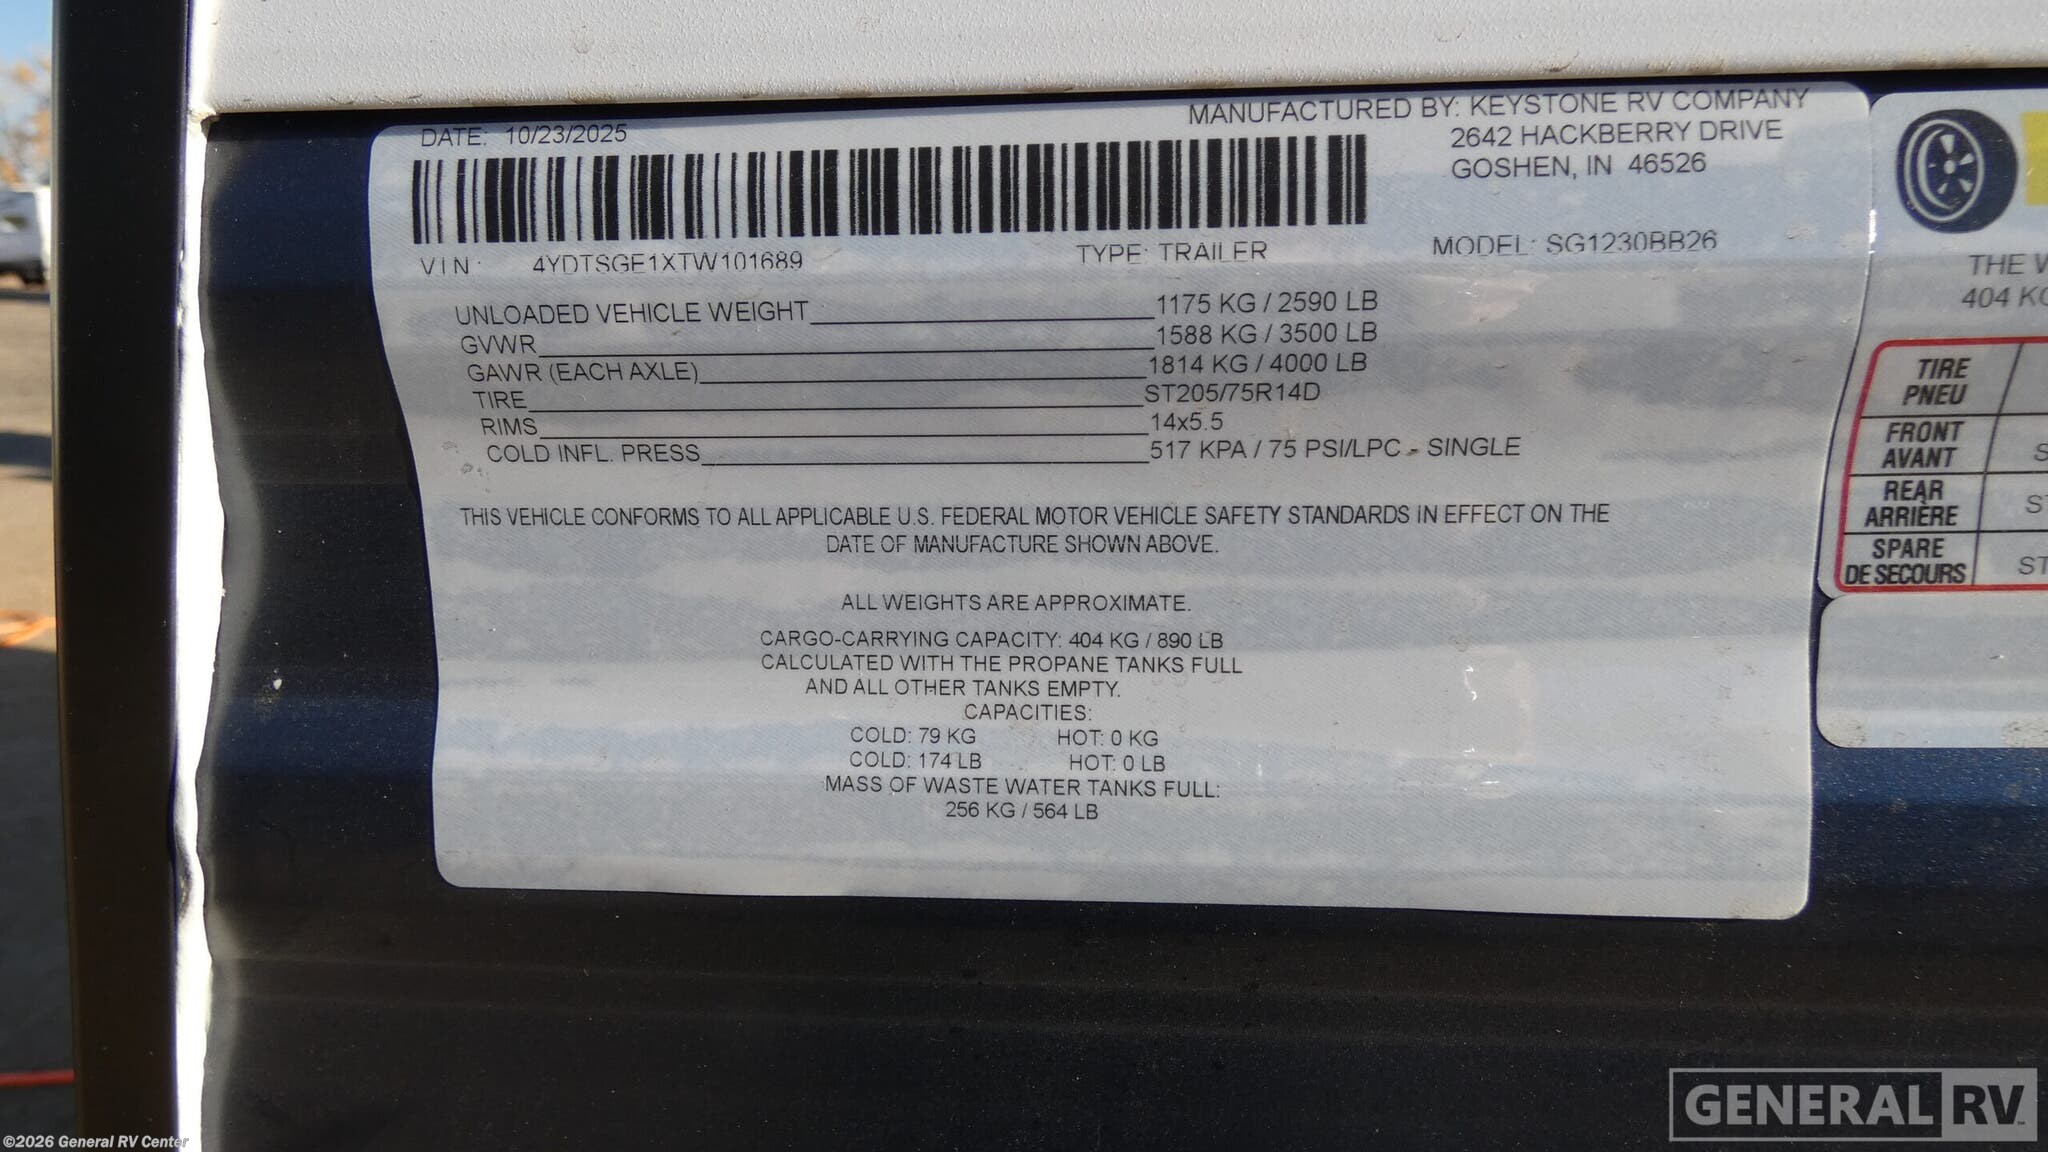 DATE: 10/23/2025
MANUFACTURED BY: KEYSTONE RV COMPANY
2642 HACKBERRY DRIVE
GOSHEN, IN 46526
VIN: 4YDTSGE1XTW101689 TYPE: TRAILER MODEL: SG1230BB26
UNLOADED VEHICLE WEIGHT 1175 KG / 2590 LB
GVWR 1588 KG / 3500 LB
GAWR (EACH AXLE) 1814 KG / 4000 LB
TIRE ST205/75R14D
RIMS 14x5.5
COLD INFL. PRESS 517 KPA / 75 PSI/LPC - SINGLE
THIS VEHICLE CONFORMS TO ALL APPLICABLE U.S. FEDERAL MOTOR VEHICLE SAFETY STANDARDS IN EFFECT ON THE
DATE OF MANUFACTURE SHOWN ABOVE.
ALL WEIGHTS ARE APPROXIMATE.
CARGO-CARRYING CAPACITY: 404 KG / 890 LB
CALCULATED WITH THE PROPANE TANKS FULL
AND ALL OTHER TANKS EMPTY.
CAPACITIES:
COLD: 79 KG HOT: 0 KG
COLD: 174 LB HOT: 0 LB
MASS OF WASTE WATER TANKS FULL:
256 KG / 564 LB
THE
404
TIRE
PNEU
FRONT
AVANT
REAR
ARRIÈRE
SPARE
DE SECOURS
GENERAL RV
©2026 General RV Center